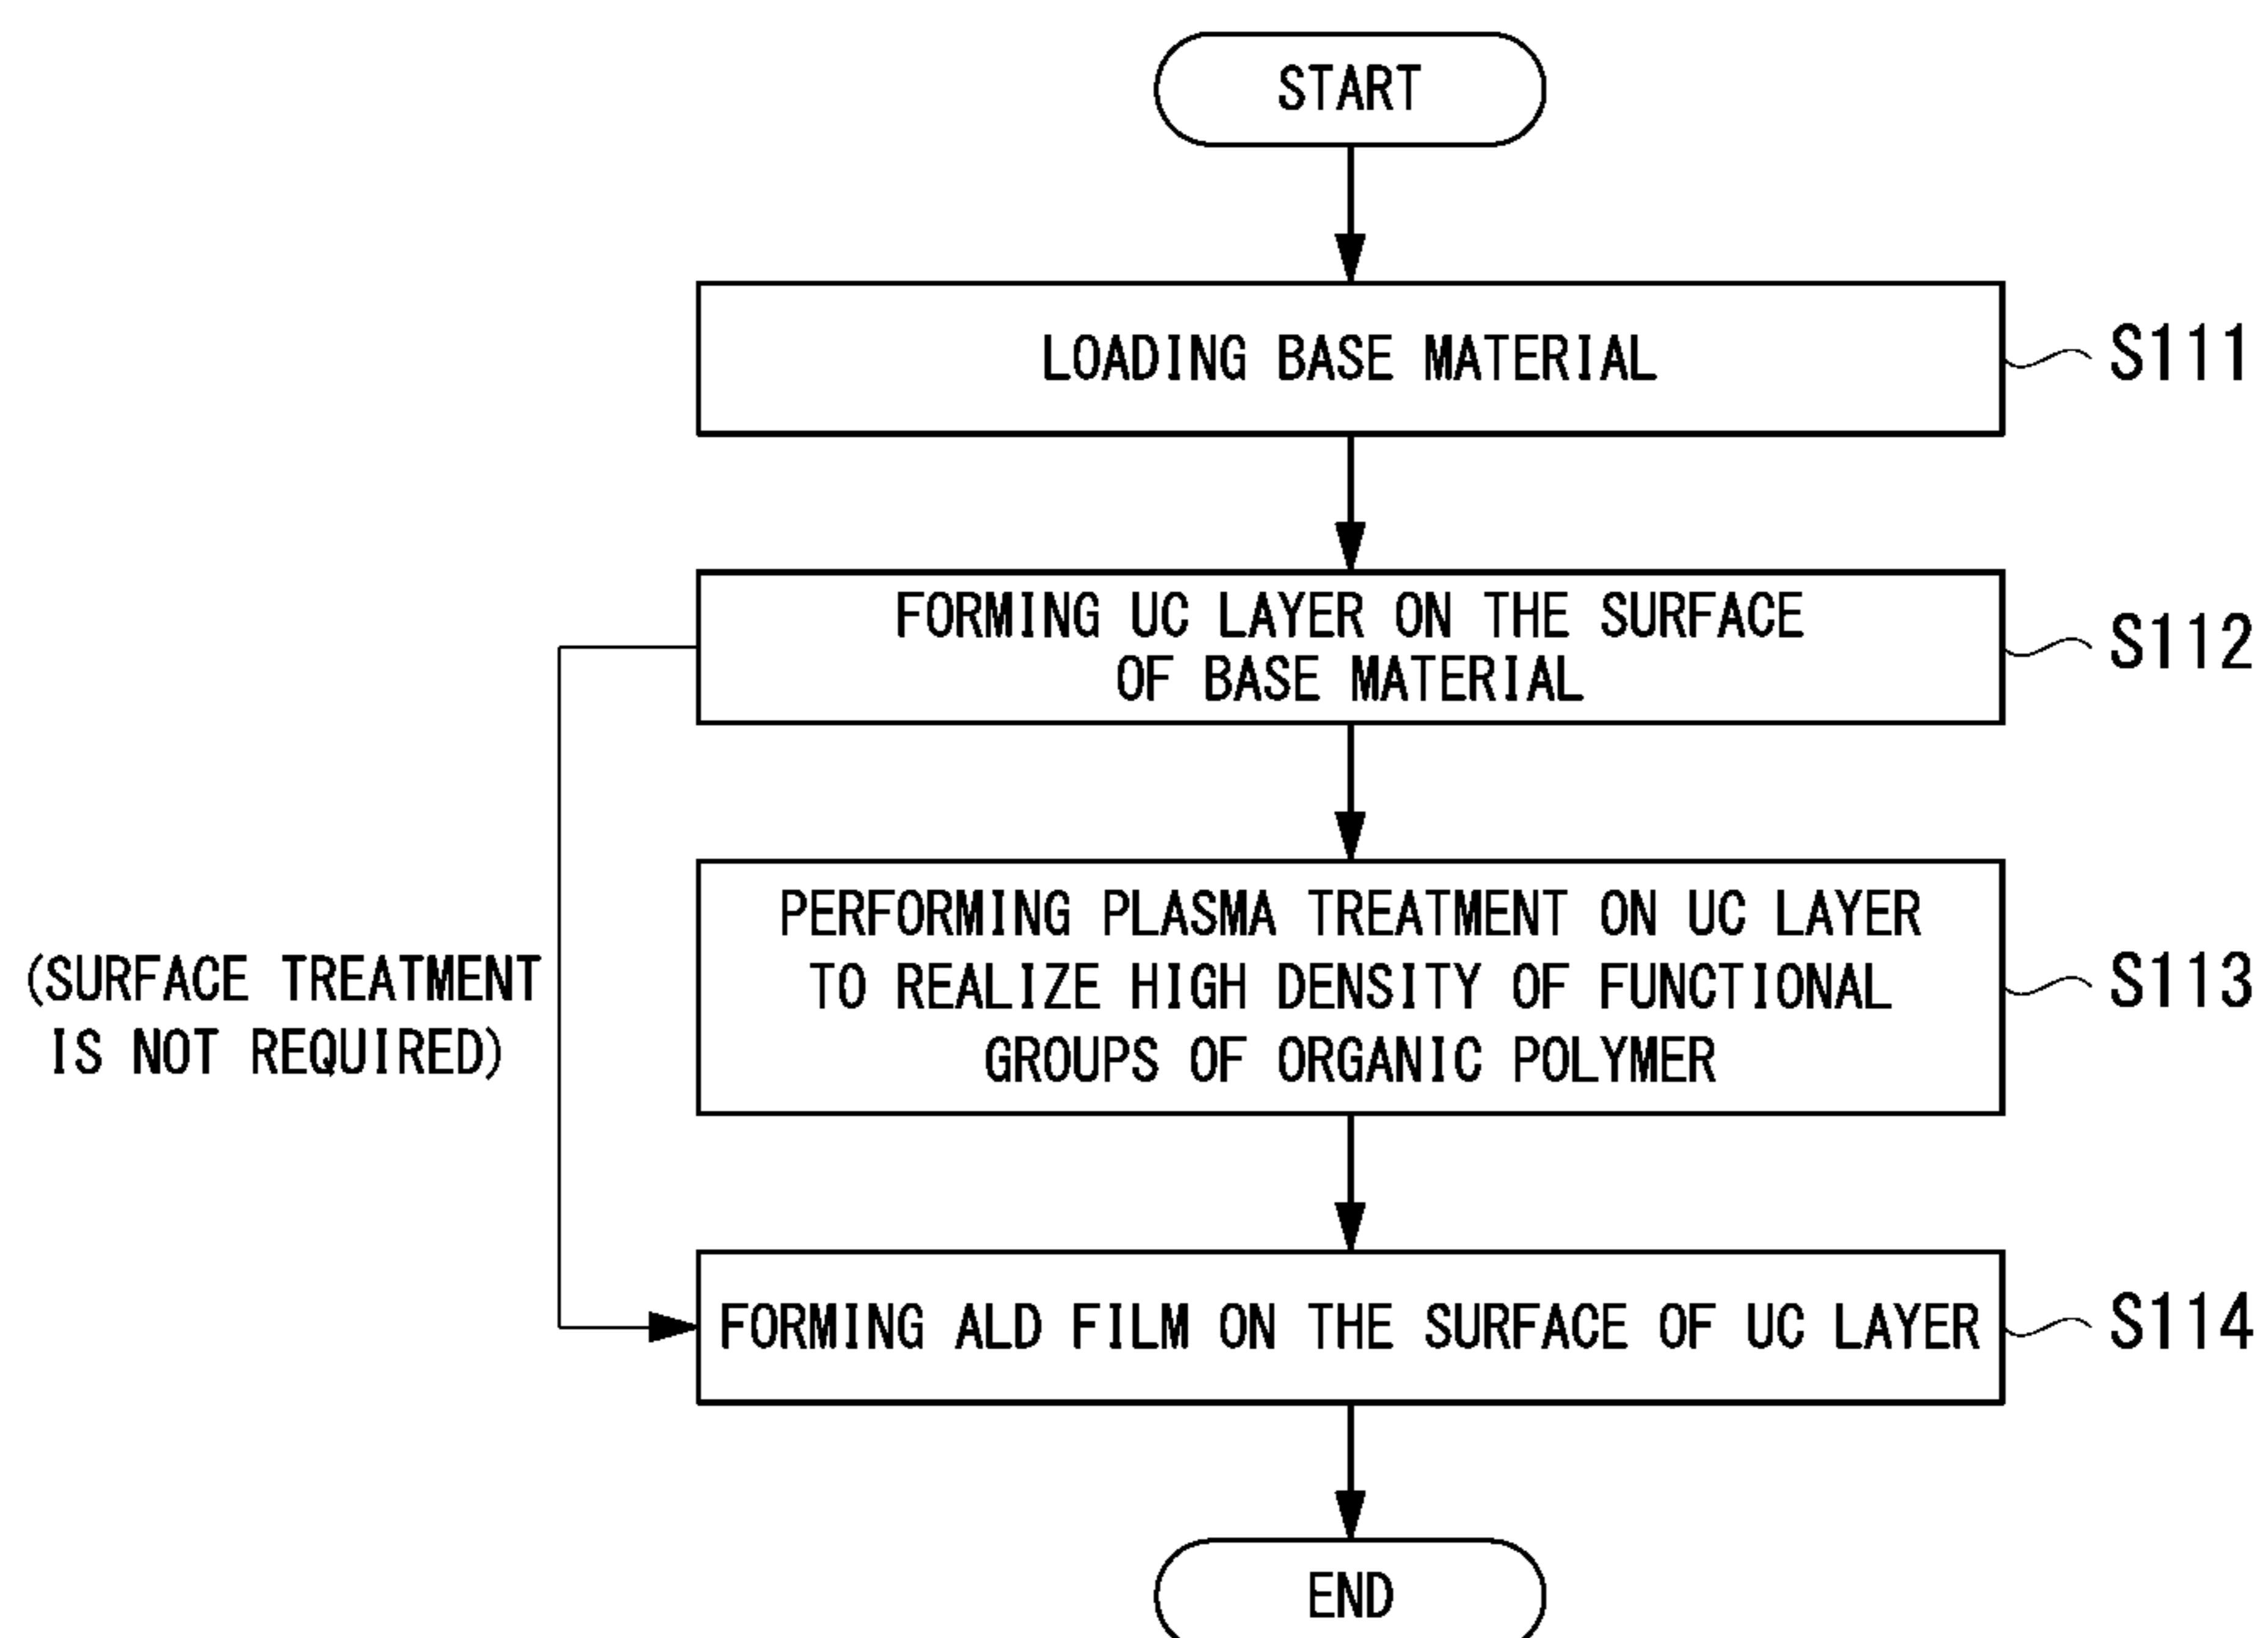 START
LOADING BASE MATERIAL
S111
FORMING UC LAYER ON THE SURFACE
OF BASE MATERIAL
S112
PERFORMING PLASMA TREATMENT ON UC LAYER
TO REALIZE HIGH DENSITY OF FUNCTIONAL
GROUPS OF ORGANIC POLYMER
S113
(SURFACE TREATMENT
IS NOT REQUIRED)
FORMING ALD FILM ON THE SURFACE OF UC LAYER
S114
END